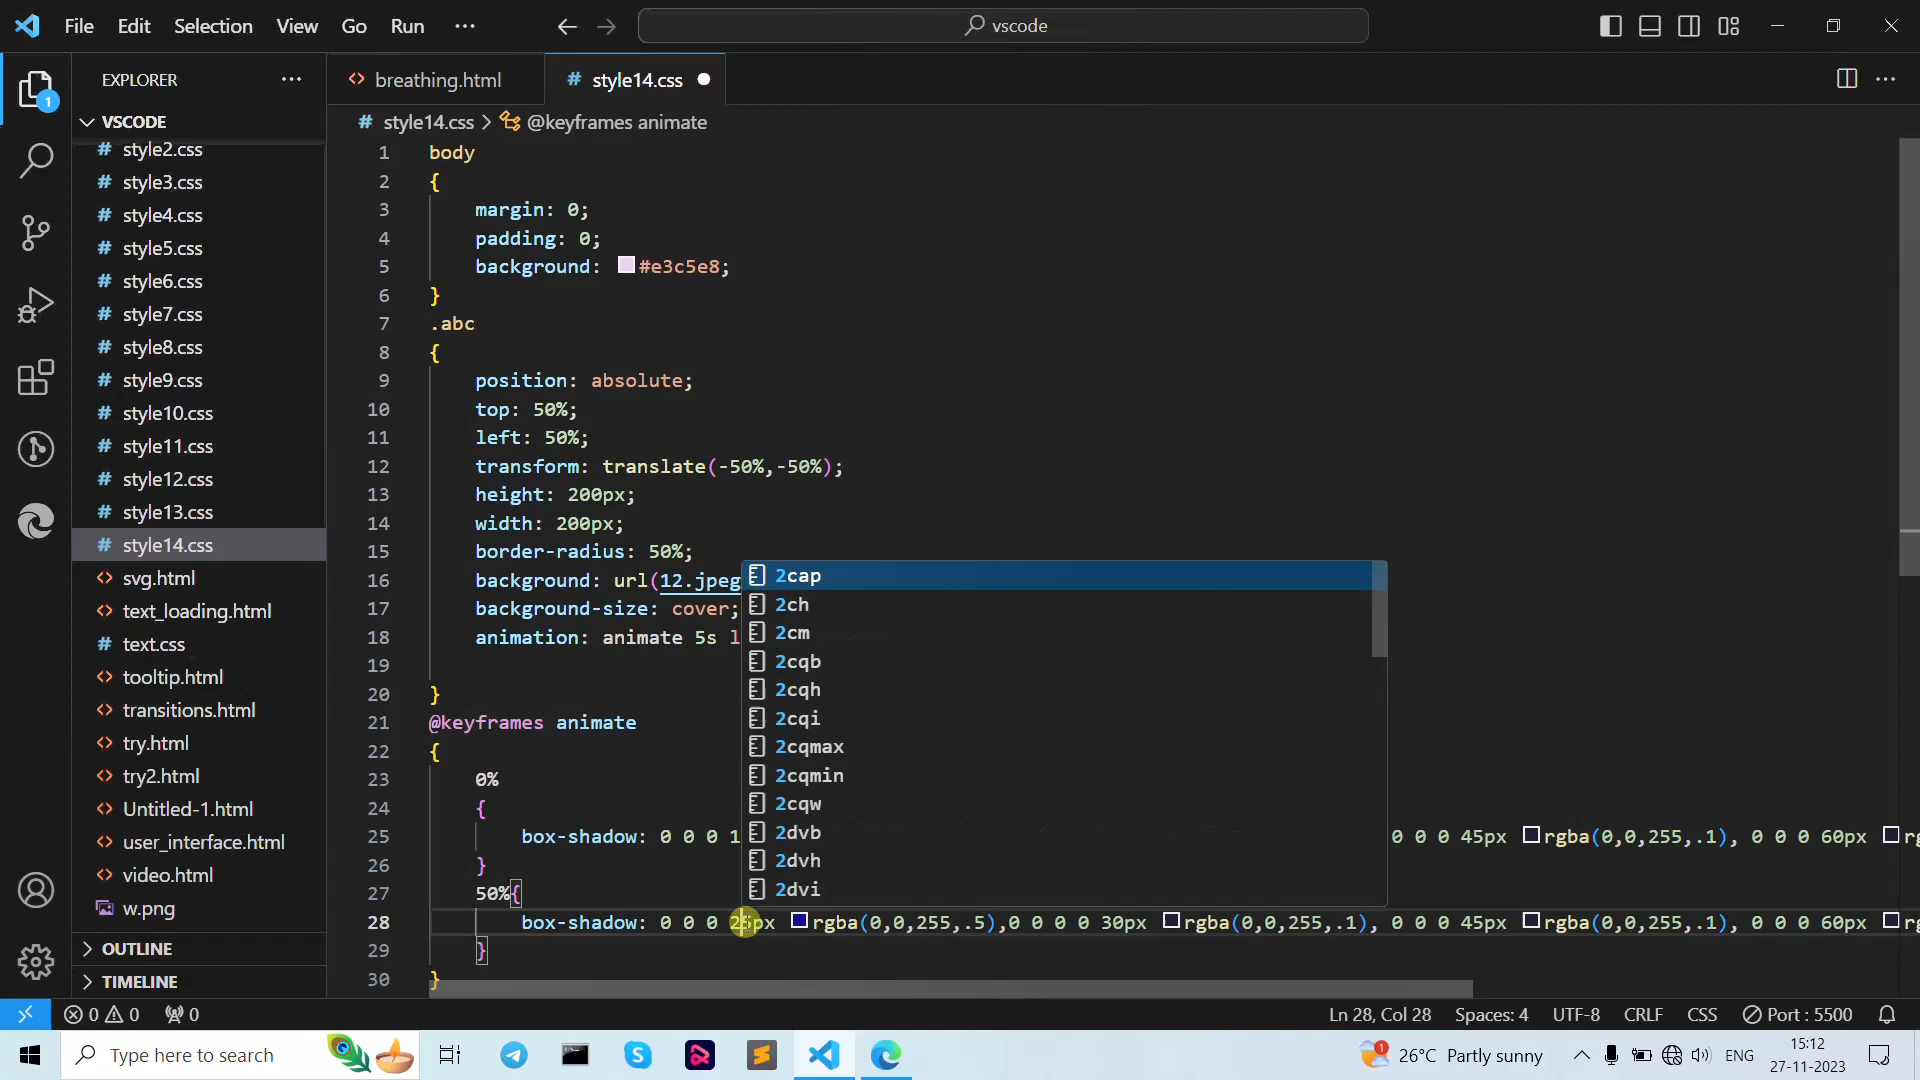 File Edit Selection View Go Run ···
vscode
EXPLORER ···
1
VSCODE
style2.css
style3.css
style4.css
style5.css
style6.css
style7.css
style8.css
style9.css
style10.css
style11.css
style12.css
style13.css
style14.css
svg.html
text_loading.html
text.css
tooltip.html
transitions.html
try.html
try2.html
Untitled-1.html
user_interface.html
video.html
w.png
OUTLINE
TIMELINE
breathing.html
style14.css
style14.css > @keyframes animate
1 body
2 {
3 margin: 0;
4 padding: 0;
5 background: #e3c5e8;
6 }
7 .abc
8 {
9 position: absolute;
10 top: 50%;
11 left: 50%;
12 transform: translate(-50%,-50%);
13 height: 200px;
14 width: 200px;
15 border-radius: 50%;
16 background: url(12.jpeg
17 background-size: cover;
18 animation: animate 5s l
19
20 }
21 @keyframes animate
22 {
23 0%
24 {
25 box-shadow: 0 0 0 1 0 0 0 45px rgba(0,0,255,.1), 0 0 0 60px rg
26 }
27 50%{
28 box-shadow: 0 0 0 25px rgba(0,0,255,.5),0 0 0 0 30px rgba(0,0,255,.1), 0 0 0 45px rgba(0,0,255,.1), 0 0 0 60px rg
29 }
30 }
2cap
2ch
2cm
2cqb
2cqh
2cqi
2cqmax
2cqmin
2cqw
2dvb
2dvh
2dvi
0 0 0
Ln 28, Col 28 Spaces: 4 UTF-8 CRLF CSS Port : 5500
Type here to search
1 26°C Partly sunny ENG
15:12
27-11-2023